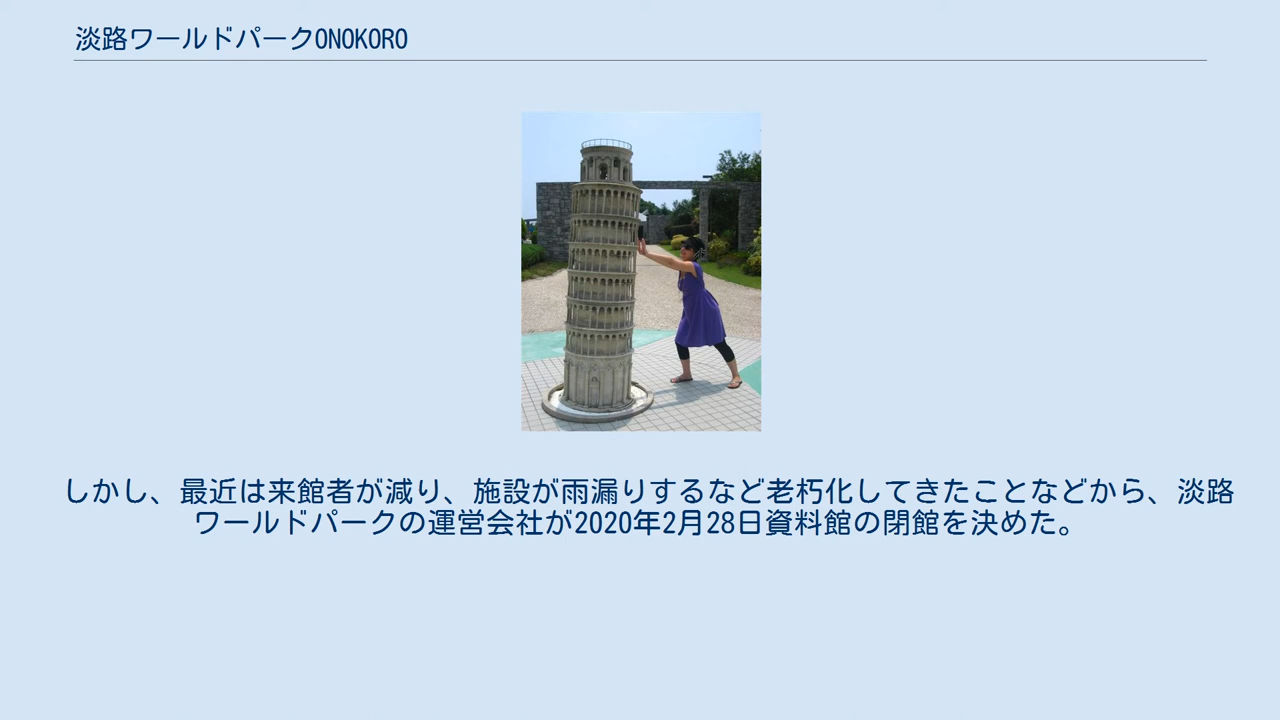 淡路ワールドパークONOKORO
しかし、最近は来館者が減り、施設が雨漏りするなど老朽化してきたことなどから、淡路
ワールドパークの運営会社が2020年2月28日資料館の閉館を決めた。